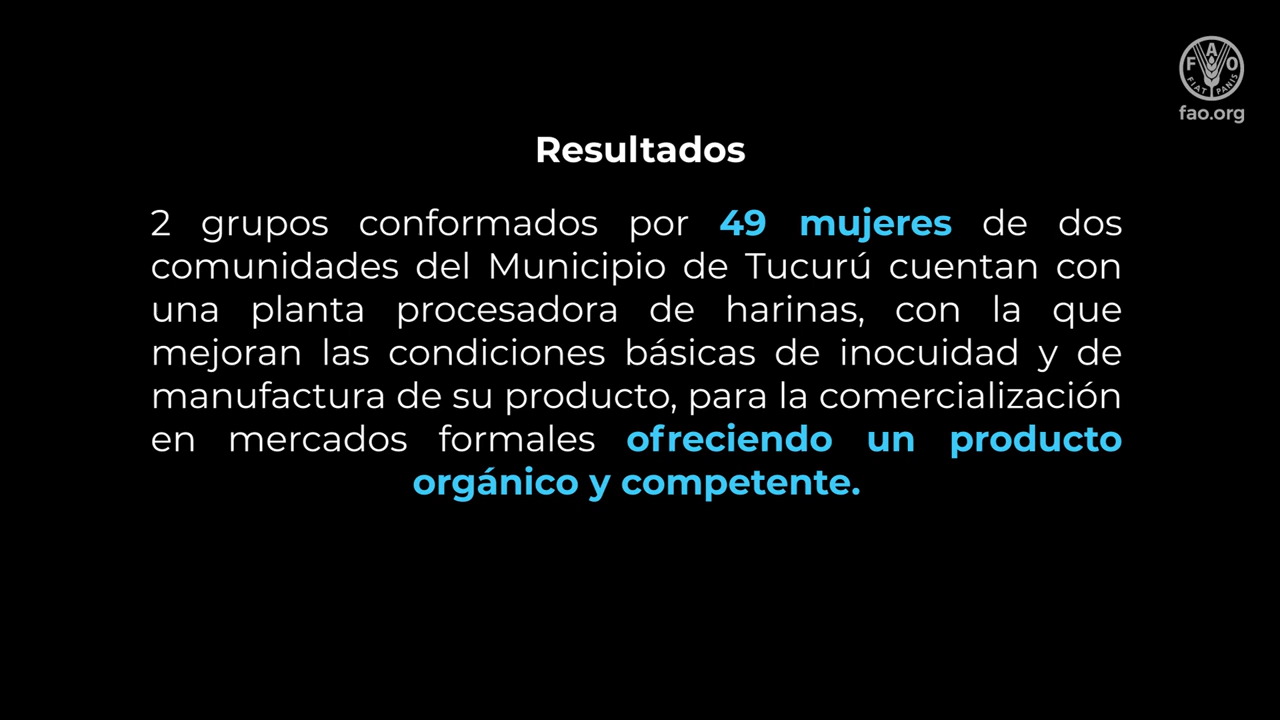 F A O
FIAT PANIS
fao.org
Resultados
2 grupos conformados por 49 mujeres de dos
comunidades del Municipio de Tucurú cuentan con
una planta procesadora de harinas, con la que
mejoran las condiciones básicas de inocuidad y de
manufactura de su producto, para la comercialización
en mercados formales ofreciendo un producto
orgánico y competente.